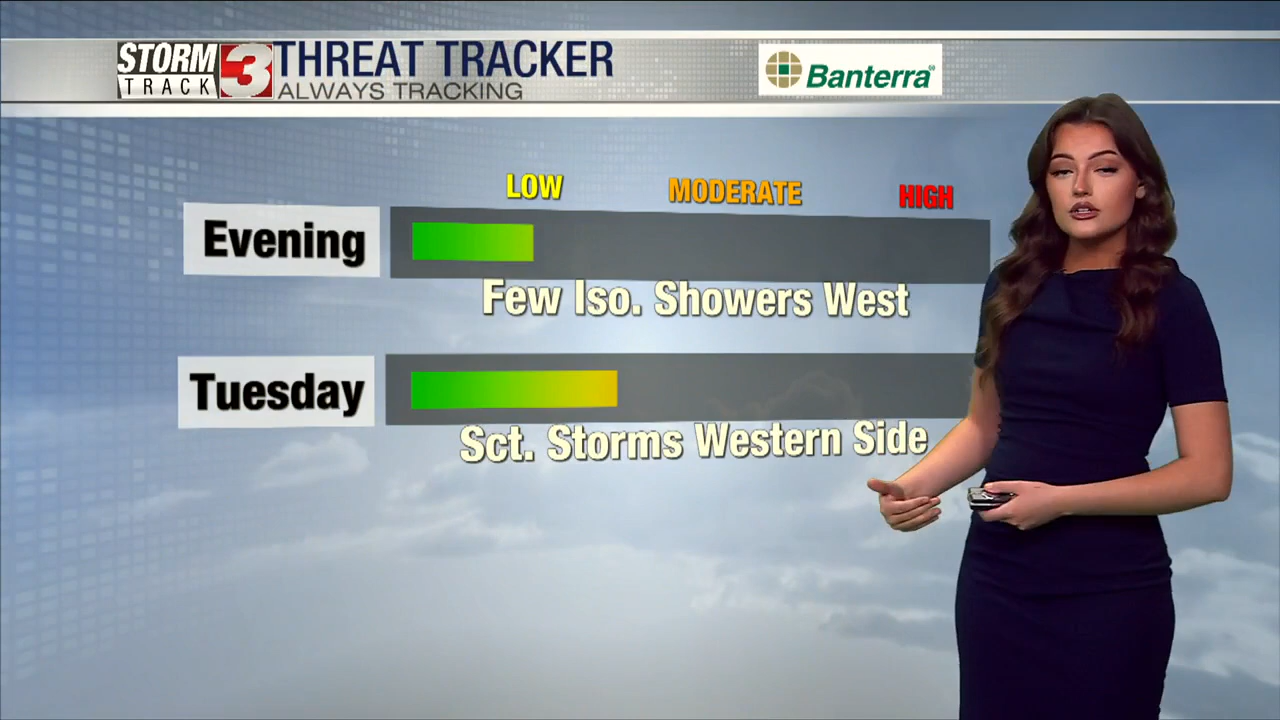 STORM
TRACK
3
THREAT TRACKER
ALWAYS TRACKING
Banterra®
LOW MODERATE HIGH
Evening
Few Iso. Showers West
Tuesday
Sct. Storms Western Side